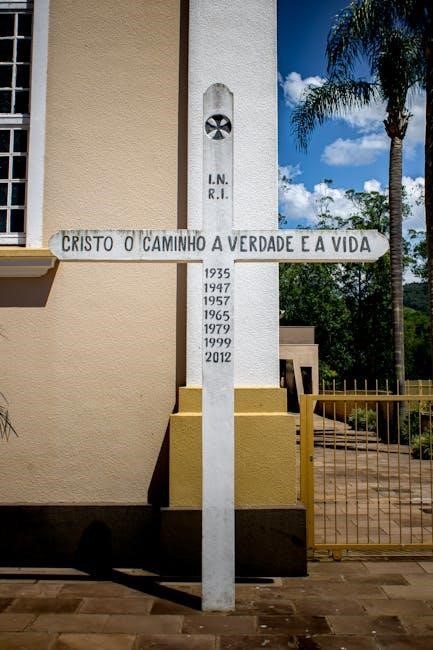 I.N.
R.I.
CRISTO O CAMINHO A VERDADE E A VIDA
1935
1947
1957
1965
1979
1999
2012